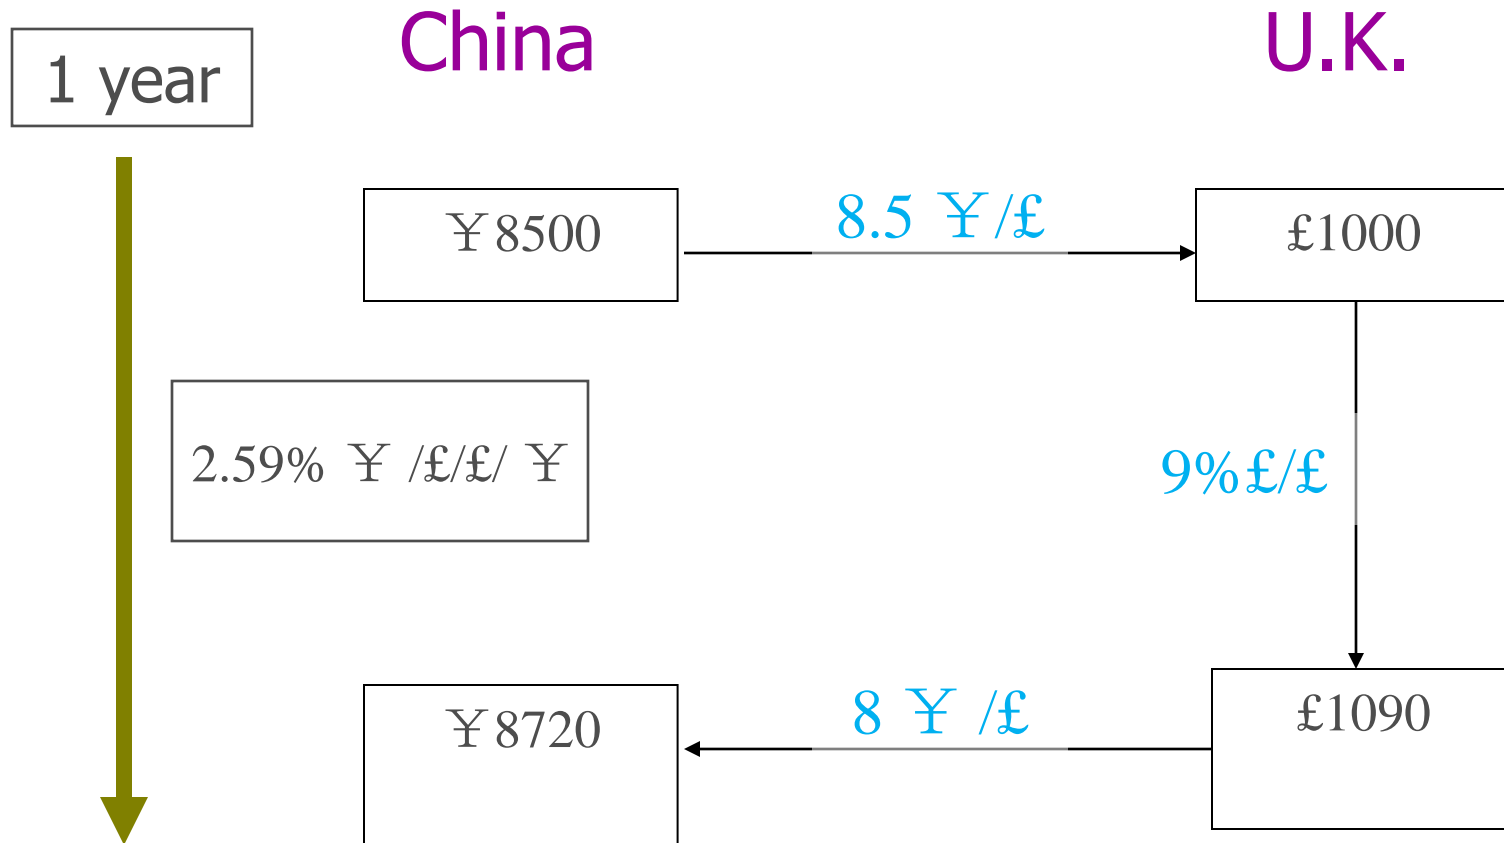 China
U.K.
1 year
¥8500
8.5 ¥/£
£1000
2.59% ¥ /£/£/ ¥
9%£/£
¥8720
8 ¥ /£
£1090